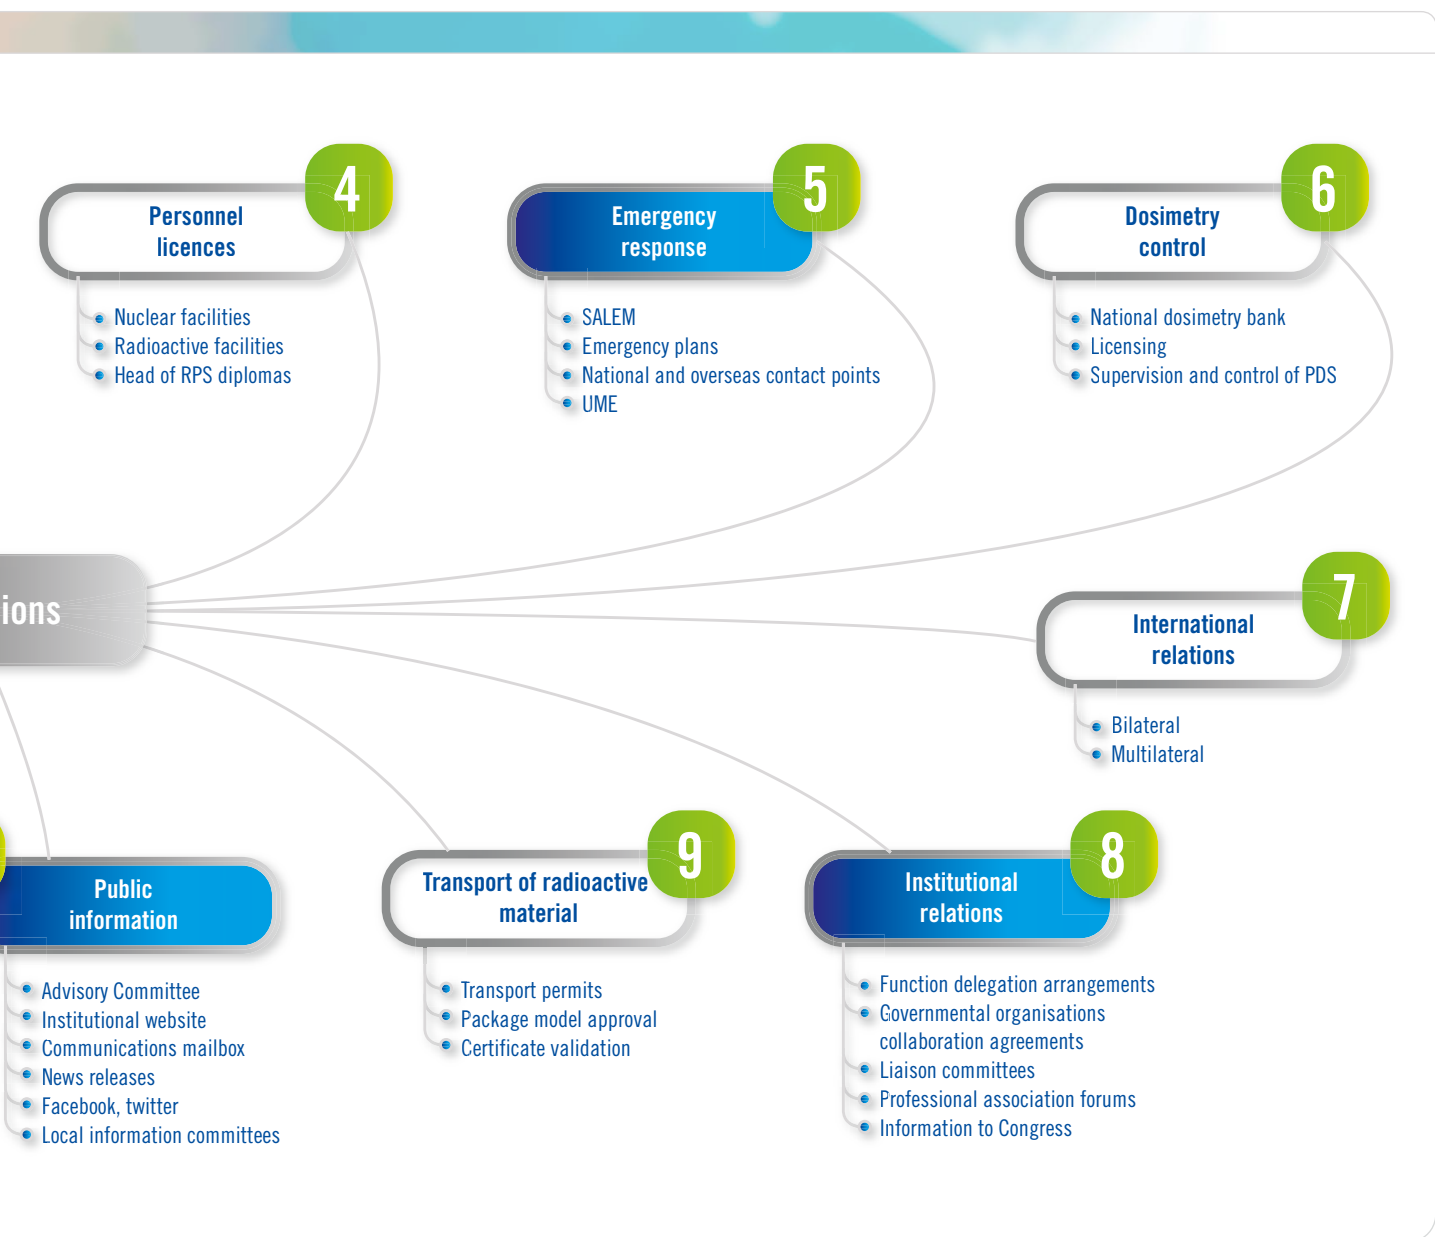 4
Personnel
licences
Nuclear facilities
Radioactive facilities
Head of RPS diplomas
5
Emergency
response
SALEM
Emergency plans
National and overseas contact points
UME
6
Dosimetry
control
National dosimetry bank
Licensing
Supervision and control of PDS
ions
7
International
relations
Bilateral
Multilateral
Public
information
Advisory Committee
Institutional website
Communications mailbox
News releases
Facebook, twitter
Local information committees
9
Transport of radioactive
material
Transport permits
Package model approval
Certificate validation
8
Institutional
relations
Function delegation arrangements
Governmental organisations
collaboration agreements
Liaison committees
Professional association forums
Information to Congress